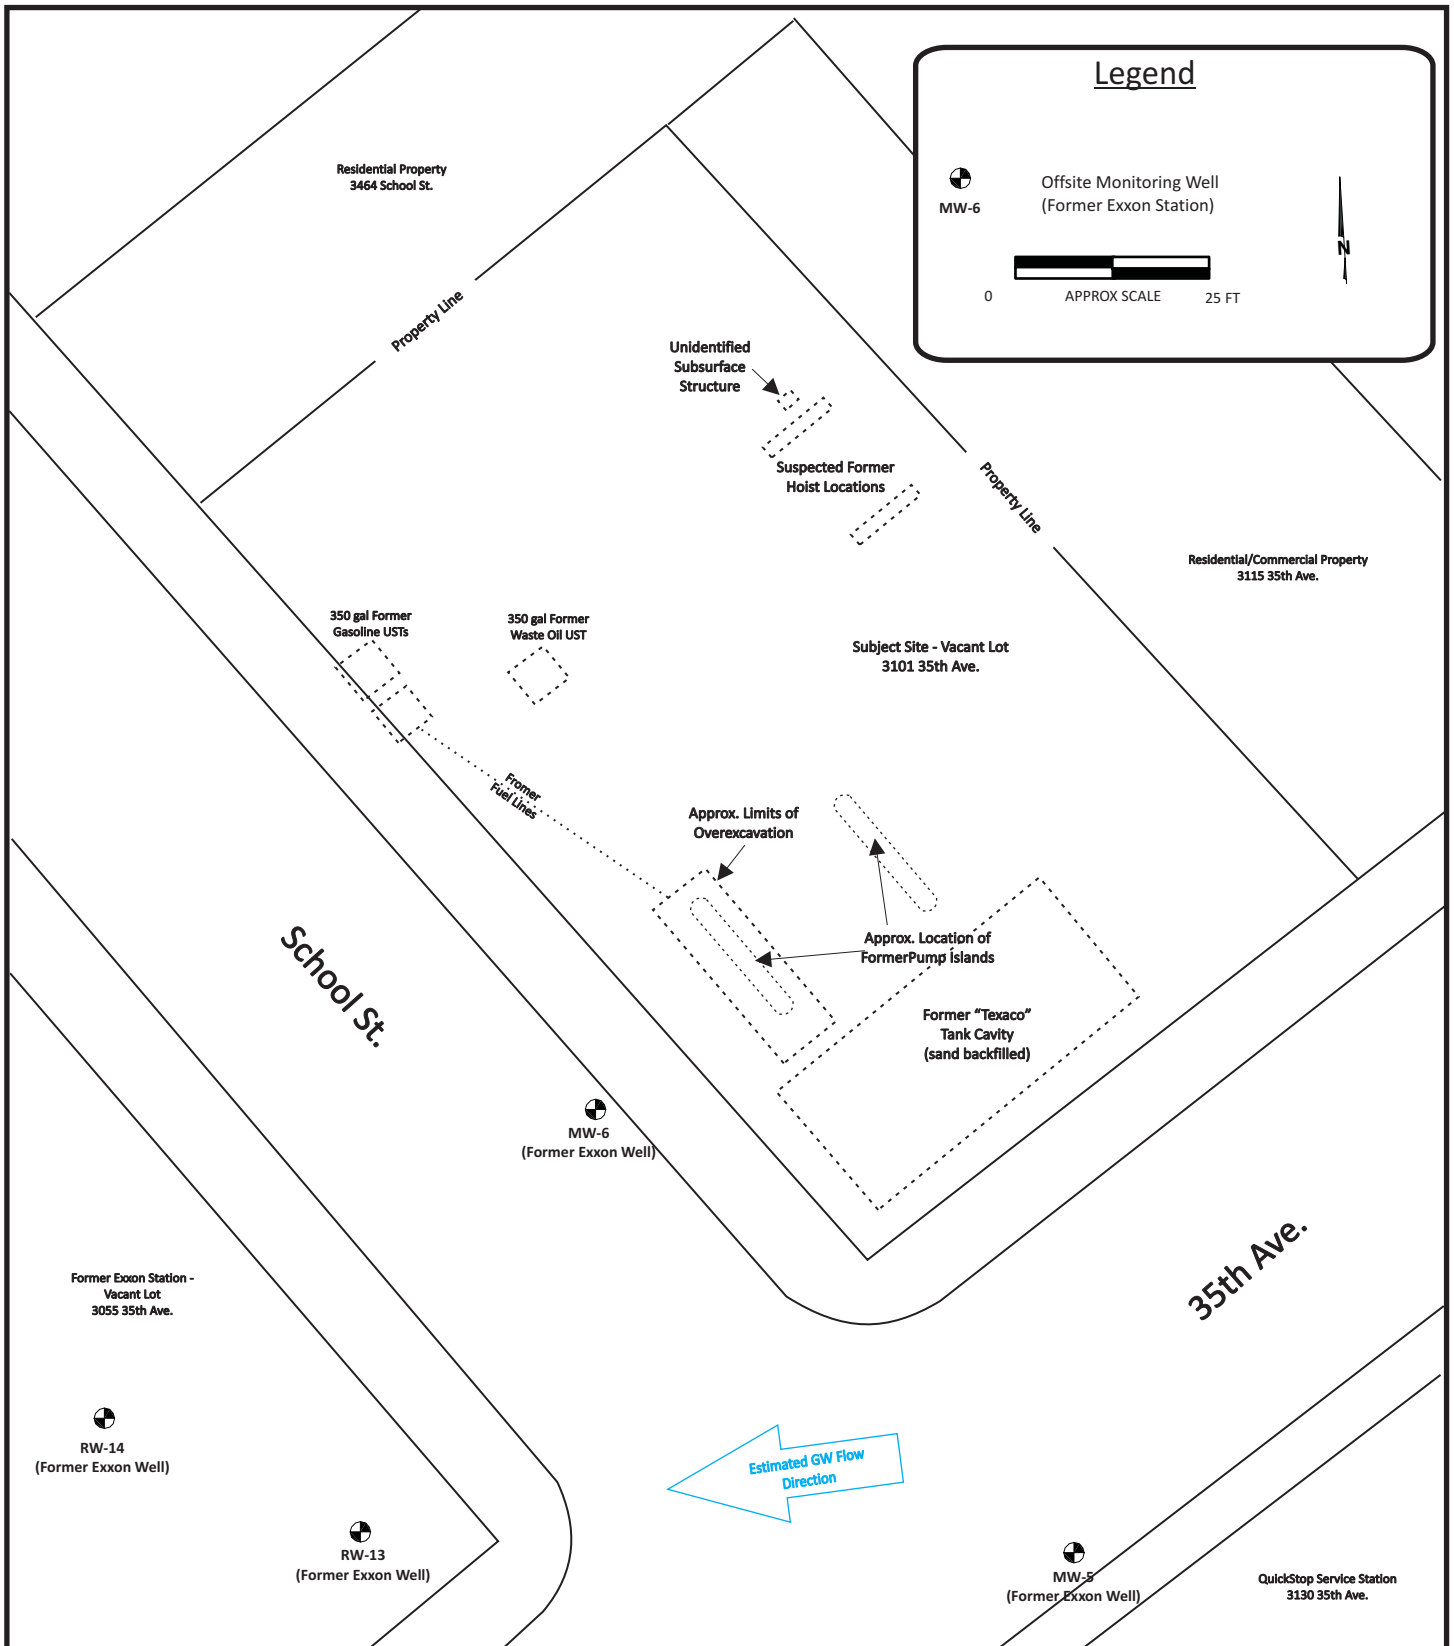 Legend
Residential Property
3464 School St.
MW-6
Offsite Monitoring Well
(Former Exxon Station)
N
0
APPROX SCALE
25 FT
Property Line
Unidentified
Subsurface
Structure
Suspected Former
Hoist Locations
Property Line
Residential/Commercial Property
3115 35th Ave.
350 gal Former
Gasoline USTs
350 gal Former
Waste Oil UST
Subject Site - Vacant Lot
3101 35th Ave.
Fromer
Fuel Lines
Approx. Limits of
Overexcavation
Approx. Location of
FormerPump Islands
School St.
Former “Texaco”
Tank Cavity
(sand backfilled)
MW-6
(Former Exxon Well)
35th Ave.
Former Exxon Station -
Vacant Lot
3055 35th Ave.
RW-14
(Former Exxon Well)
Estimated GW Flow
Direction
RW-13
(Former Exxon Well)
MW-5
(Former Exxon Well)
QuickStop Service Station
3130 35th Ave.